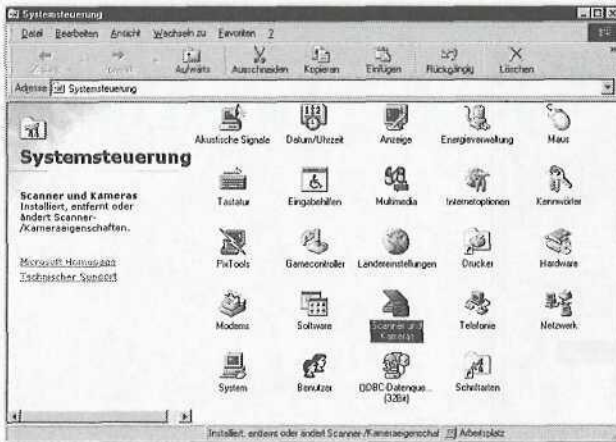 Systemsteuerung
Datei Bearbeiten Ansicht Wechseln zu Favoriten ?
Zurück Vorwärts Aufwärts Ausschneiden Kopieren Einfügen Rückgängig Löschen
Adresse Systemsteuerung
Systemsteuerung
Scanner und Kameras
Installiert, entfernt oder
ändert Scanner-
/Kameraeigenschaften.
Microsoft Homepage
Technischer Support
Akustische Signale Datum/Uhrzeit Anzeige Energieverwaltung Maus
Tastatur Eingabehilfen Multimedia Internetoptionen Kennwörter
PixTools Gamecontroller Ländereinstellungen Drucker Hardware
Modems Software Scanner und Kameras Telefonie Netzwerk
System Benutzer ODBC-Datenque... (32Bit) Schriftarten
Installiert, entfernt oder ändert Scanner-/Kameraeigenschaf Arbeitsplatz